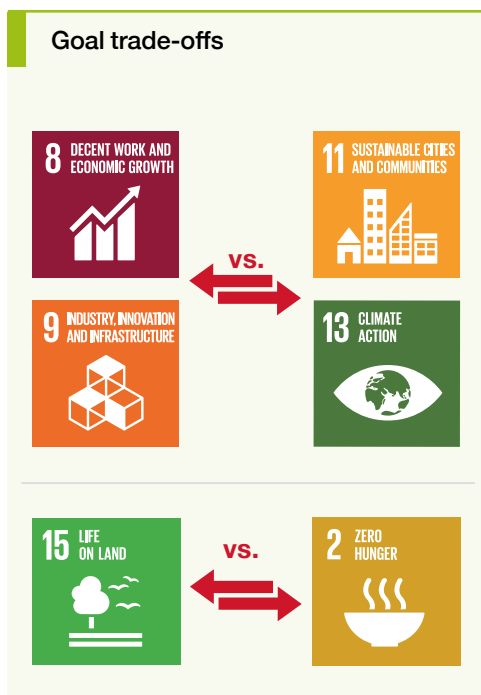 Goal trade-offs
8 DECENT WORK AND
ECONOMIC GROWTH
11 SUSTAINABLE CITIES
AND COMMUNITIES
vs.
9 INDUSTRY, INNOVATION
AND INFRASTRUCTURE
13 CLIMATE
ACTION
15 LIFE
ON LAND
vs.
2 ZERO
HUNGER